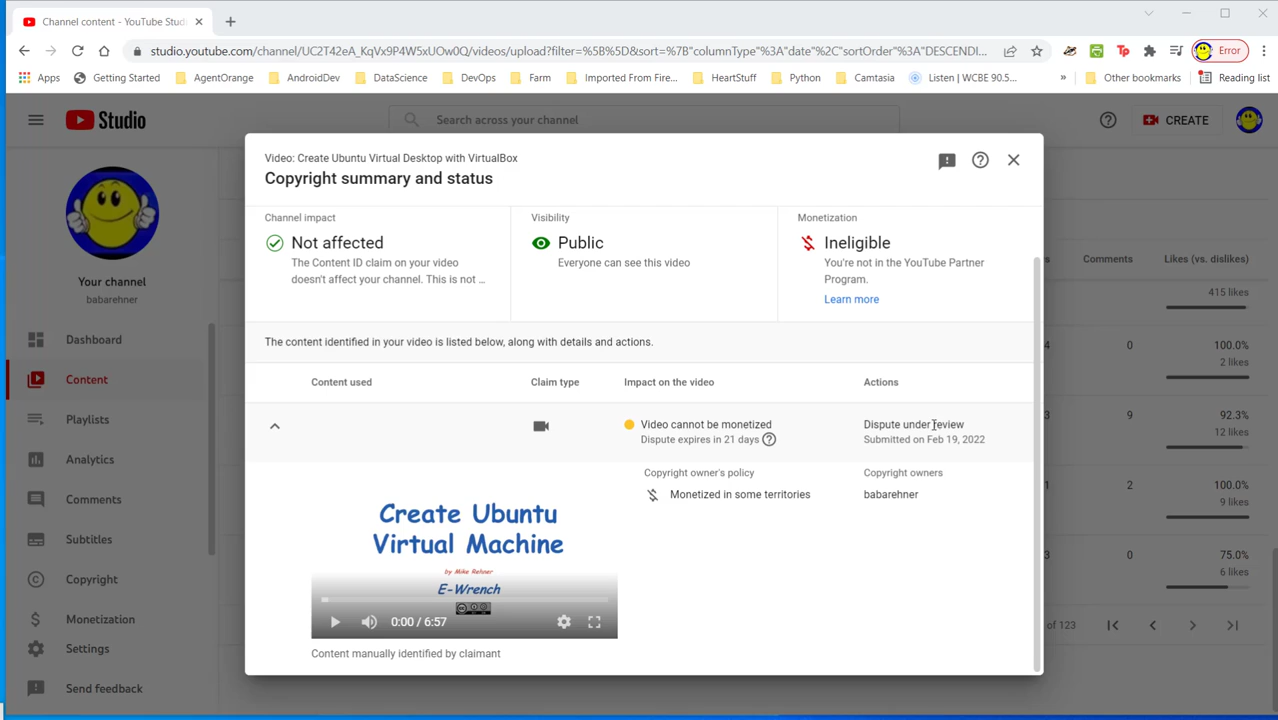 Channel content - YouTube Stud
studio.youtube.com/channel/UC2T42eA_KqVx9P4W5xUOw0Q/videos/upload?filter=%5B%5D&sort=%7B"columnType"%3A"date"%2C"sortOrder"%3A"DESCENDI...
Tp
Error
Apps
Getting Started
AgentOrange
AndroidDev
DataScience
DevOps
Farm
Imported From Fire...
HeartStuff
Python
Camtasia
Listen | WCBE 90.5...
»
Other bookmarks
Reading list
Studio
Search across your channel
CREATE
Your channel
babarehner
Dashboard
Content
Playlists
Analytics
Comments
Subtitles
Copyright
Monetization
Settings
Send feedback
Video: Create Ubuntu Virtual Desktop with VirtualBox
Copyright summary and status
Channel impact
Not affected
The Content ID claim on your video
doesn't affect your channel. This is not ...
Visibility
Public
Everyone can see this video
Monetization
Ineligible
You're not in the YouTube Partner
Program.
Learn more
The content identified in your video is listed below, along with details and actions.
Content used
Claim type
Impact on the video
Actions
Video cannot be monetized
Dispute expires in 21 days
Dispute under review
Submitted on Feb 19, 2022
Copyright owner's policy
Monetized in some territories
Copyright owners
babarehner
Create Ubuntu
Virtual Machine
by Mike Rehner
E-Wrench
0:00 / 6:57
Content manually identified by claimant
s
Comments
Likes (vs. dislikes)
415 likes
4
0
100.0%
2 likes
3
9
92.3%
12 likes
1
2
100.0%
9 likes
3
0
75.0%
6 likes
of 123